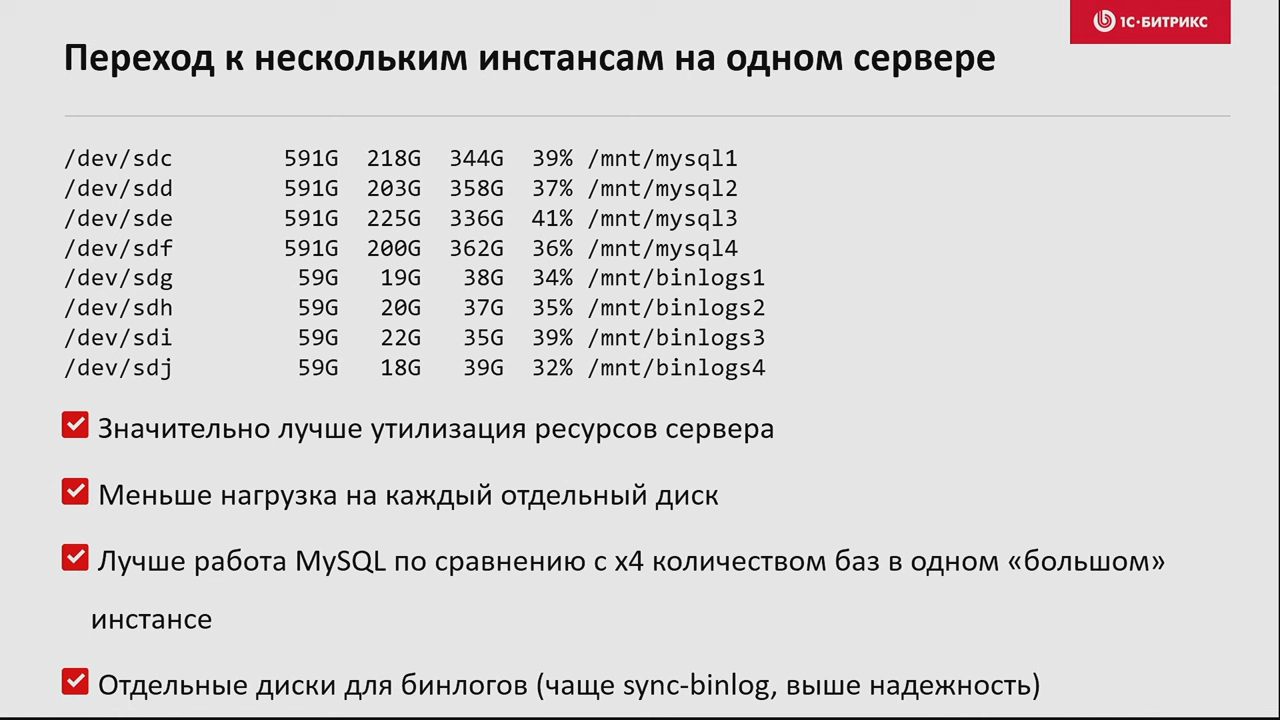 1С-БИТРИКС
Переход к нескольким инстансам на одном сервере
/dev/sdc 591G 218G 344G 39% /mnt/mysql1
/dev/sdd 591G 203G 358G 37% /mnt/mysql2
/dev/sde 591G 225G 336G 41% /mnt/mysql3
/dev/sdf 591G 200G 362G 36% /mnt/mysql4
/dev/sdg 59G 19G 38G 34% /mnt/binlogs1
/dev/sdh 59G 20G 37G 35% /mnt/binlogs2
/dev/sdi 59G 22G 35G 39% /mnt/binlogs3
/dev/sdj 59G 18G 39G 32% /mnt/binlogs4
Значительно лучше утилизация ресурсов сервера
Меньше нагрузка на каждый отдельный диск
Лучше работа MySQL по сравнению с x4 количеством баз в одном «большом»
инстансе
Отдельные диски для бинлогов (чаще sync-binlog, выше надежность)